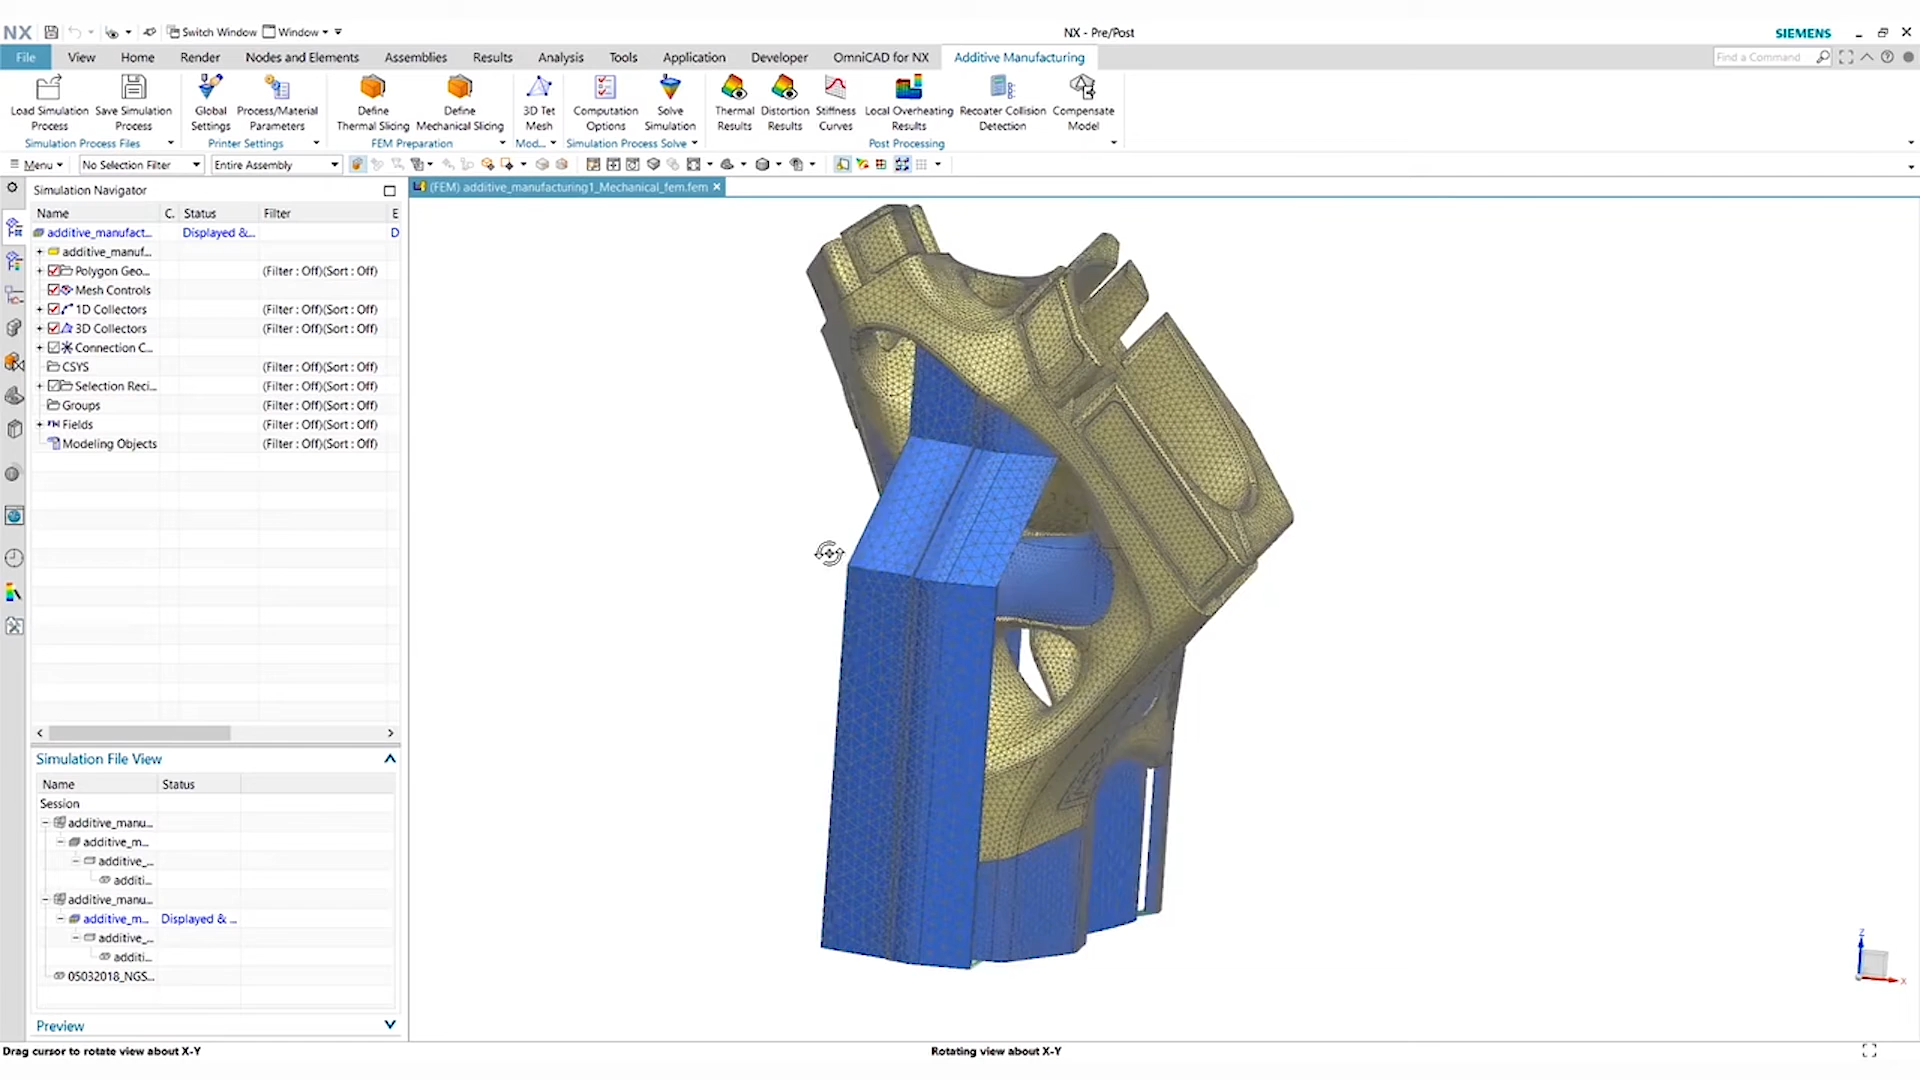 NX Switch Window Window NX - Pre/Post SIEMENS
File View Home Render Nodes and Elements Assemblies Results Analysis Tools Application Developer OmniCAD for NX Additive Manufacturing Find a Command
Load Simulation Process
Save Simulation Process
Global Settings
Process/Material Parameters
Define Thermal Slicing
Define Mechanical Slicing
3D Tet Mesh
Computation Options
Solve Simulation
Thermal Results
Distortion Results
Stiffness Curves
Local Overheating Results
Recoater Collision Detection
Compensate Model
Simulation Process Files Printer Settings FEM Preparation Mod... Simulation Process Solve Post Processing
Menu No Selection Filter Entire Assembly
Simulation Navigator
(FEM) additive_manufacturing1_Mechanical_fem.fem
Name C. Status Filter E
additive_manufact... Displayed &... D
additive_manuf...
Polygon Geo... (Filter : Off)(Sort : Off)
Mesh Controls
1D Collectors (Filter : Off)(Sort : Off)
3D Collectors (Filter : Off)(Sort : Off)
Connection C... (Filter : Off)(Sort : Off)
CSYS (Filter : Off)(Sort : Off)
Selection Reci... (Filter : Off)(Sort : Off)
Groups (Filter : Off)(Sort : Off)
Fields (Filter : Off)(Sort : Off)
Modeling Objects (Filter : Off)(Sort : Off)
Simulation File View
Name Status
Session
additive_manu...
additive_m...
additive_...
additi...
additive_manu...
additive_m... Displayed & ...
additive_...
additi...
05032018_NGS...
Preview
Z
X
Drag cursor to rotate view about X-Y Rotating view about X-Y